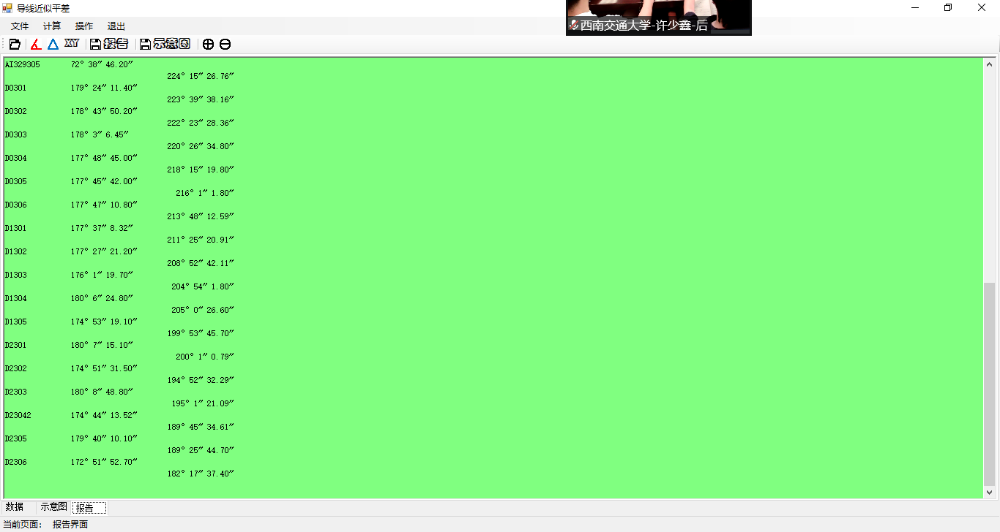 导线近似平差
西南交通大学-许少鑫-后
文件 计算 操作 退出
XY 报告 示意图
AI329305 72° 38″ 46.20″
224° 15″ 26.76″
D0301 179° 24″ 11.40″
223° 39″ 38.16″
D0302 178° 43″ 50.20″
222° 23″ 28.36″
D0303 178° 3″ 6.45″
220° 26″ 34.80″
D0304 177° 48″ 45.00″
218° 15″ 19.80″
D0305 177° 45″ 42.00″
216° 1″ 1.80″
D0306 177° 47″ 10.80″
213° 48″ 12.59″
D1301 177° 37″ 8.32″
211° 25″ 20.91″
D1302 177° 27″ 21.20″
208° 52″ 42.11″
D1303 176° 1″ 19.70″
204° 54″ 1.80″
D1304 180° 6″ 24.80″
205° 0″ 26.60″
D1305 174° 53″ 19.10″
199° 53″ 45.70″
D2301 180° 7″ 15.10″
200° 1″ 0.79″
D2302 174° 51″ 31.50″
194° 52″ 32.29″
D2303 180° 8″ 48.80″
195° 1″ 21.09″
D23042 174° 44″ 13.52″
189° 45″ 34.61″
D2305 179° 40″ 10.10″
189° 25″ 44.70″
D2306 172° 51″ 52.70″
182° 17″ 37.40″
数据 示意图 报告
当前页面： 报告界面